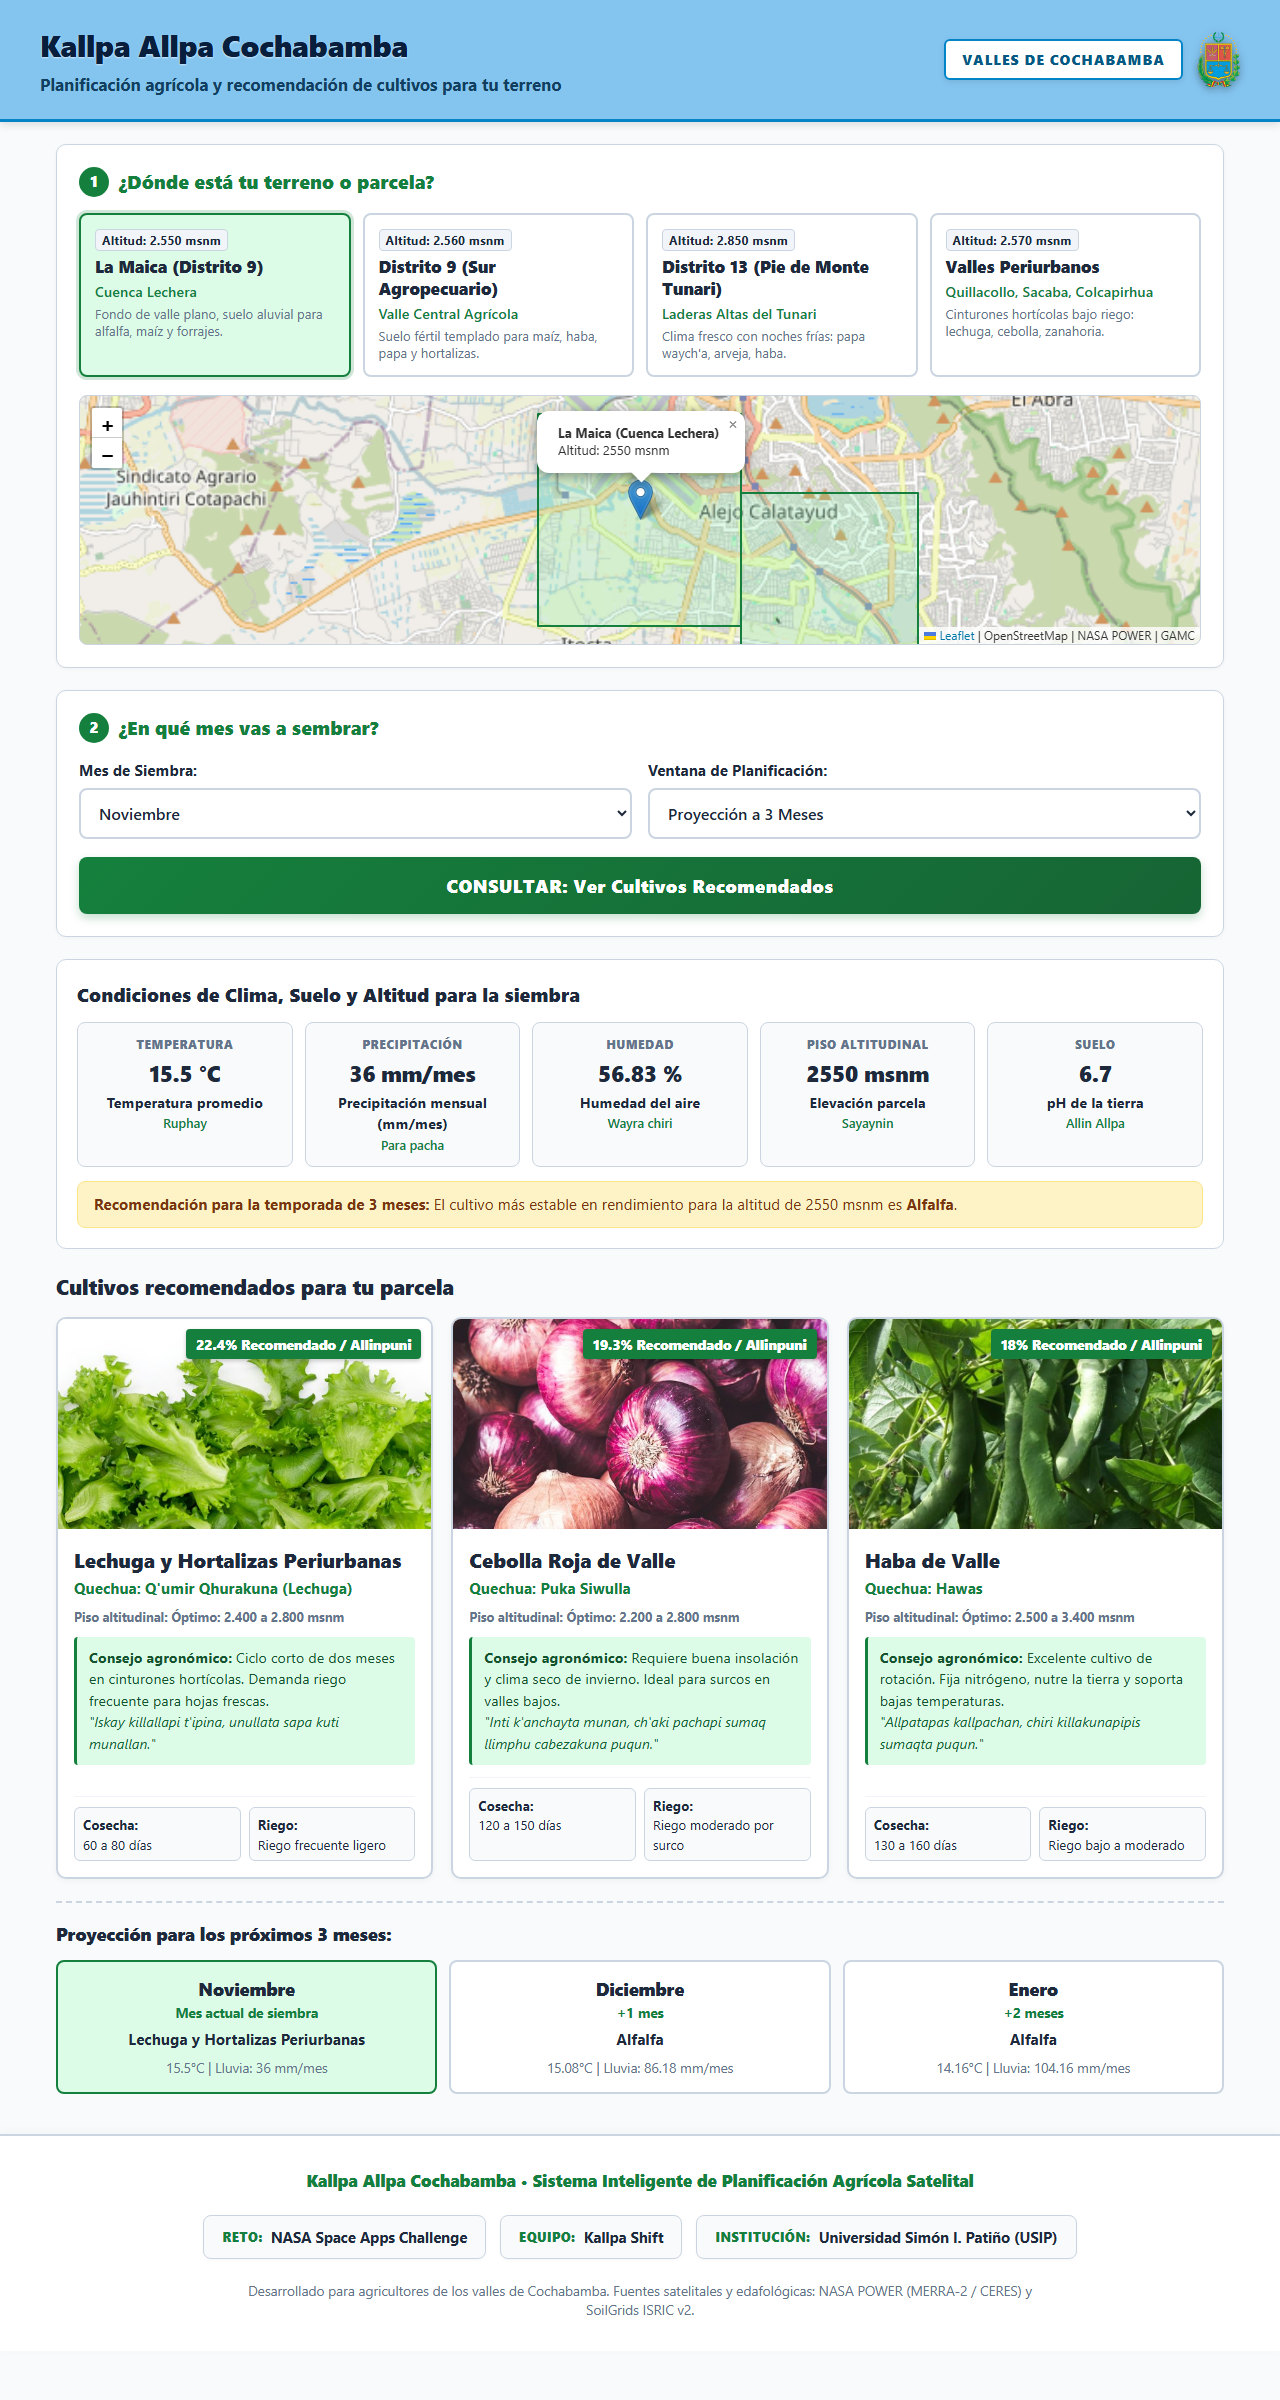 Kallpa Allpa Cochabamba
Planificación agrícola y recomendación de cultivos para tu terreno
VALLES DE COCHABAMBA
1 ¿Dónde está tu terreno o parcela?
Altitud: 2.550 msnm
La Maica (Distrito 9)
Cuenca Lechera
Fondo de valle plano, suelo aluvial para
alfalfa, maíz y forrajes.
Altitud: 2.560 msnm
Distrito 9 (Sur
Agropecuario)
Valle Central Agrícola
Suelo fértil templado para maíz, haba,
papa y hortalizas.
Altitud: 2.850 msnm
Distrito 13 (Pie de Monte
Tunari)
Laderas Altas del Tunari
Clima fresco con noches frías: papa
waych'a, arveja, haba.
Altitud: 2.570 msnm
Valles Periurbanos
Quillacollo, Sacaba, Colcapirhua
Cinturones hortícolas bajo riego:
lechuga, cebolla, zanahoria.
+
−
La Maica (Cuenca Lechera)
×
Altitud: 2550 msnm
El Abra
Sindicato Agrario
Jauhintiri Cotapachi
Alejo Calatayud
Itocta
Leaflet | OpenStreetMap | NASA POWER | GAMC
2 ¿En qué mes vas a sembrar?
Mes de Siembra:
Noviembre
Ventana de Planificación:
Proyección a 3 Meses
CONSULTAR: Ver Cultivos Recomendados
Condiciones de Clima, Suelo y Altitud para la siembra
TEMPERATURA
15.5 °C
Temperatura promedio
Ruphay
PRECIPITACIÓN
36 mm/mes
Precipitación mensual
(mm/mes)
Para pacha
HUMEDAD
56.83 %
Humedad del aire
Wayra chiri
PISO ALTITUDINAL
2550 msnm
Elevación parcela
Sayaynin
SUELO
6.7
pH de la tierra
Allin Allpa
Recomendación para la temporada de 3 meses: El cultivo más estable en rendimiento para la altitud de 2550 msnm es Alfalfa.
Cultivos recomendados para tu parcela
22.4% Recomendado / Allinpuni
Lechuga y Hortalizas Periurbanas
Quechua: Q'umir Qhurakuna (Lechuga)
Piso altitudinal: Óptimo: 2.400 a 2.800 msnm
Consejo agronómico: Ciclo corto de dos meses
en cinturones hortícolas. Demanda riego
frecuente para hojas frescas.
"Iskay killallapi t'ipina, unullata sapa kuti
munallan."
Cosecha:
60 a 80 días
Riego:
Riego frecuente ligero
19.3% Recomendado / Allinpuni
Cebolla Roja de Valle
Quechua: Puka Siwulla
Piso altitudinal: Óptimo: 2.200 a 2.800 msnm
Consejo agronómico: Requiere buena insolación
y clima seco de invierno. Ideal para surcos en
valles bajos.
"Inti k'anchayta munan, ch'aki pachapi sumaq
llimphu cabezakuna puqun."
Cosecha:
120 a 150 días
Riego:
Riego moderado por
surco
18% Recomendado / Allinpuni
Haba de Valle
Quechua: Hawas
Piso altitudinal: Óptimo: 2.500 a 3.400 msnm
Consejo agronómico: Excelente cultivo de
rotación. Fija nitrógeno, nutre la tierra y soporta
bajas temperaturas.
"Allpatapas kallpachan, chiri killakunapipis
sumaqta puqun."
Cosecha:
130 a 160 días
Riego:
Riego bajo a moderado
Proyección para los próximos 3 meses:
Noviembre
Mes actual de siembra
Lechuga y Hortalizas Periurbanas
15.5°C | Lluvia: 36 mm/mes
Diciembre
+1 mes
Alfalfa
15.08°C | Lluvia: 86.18 mm/mes
Enero
+2 meses
Alfalfa
14.16°C | Lluvia: 104.16 mm/mes
Kallpa Allpa Cochabamba • Sistema Inteligente de Planificación Agrícola Satelital
RETO: NASA Space Apps Challenge
EQUIPO: Kallpa Shift
INSTITUCIÓN: Universidad Simón I. Patiño (USIP)
Desarrollado para agricultores de los valles de Cochabamba. Fuentes satelitales y edafológicas: NASA POWER (MERRA-2 / CERES) y
SoilGrids ISRIC v2.